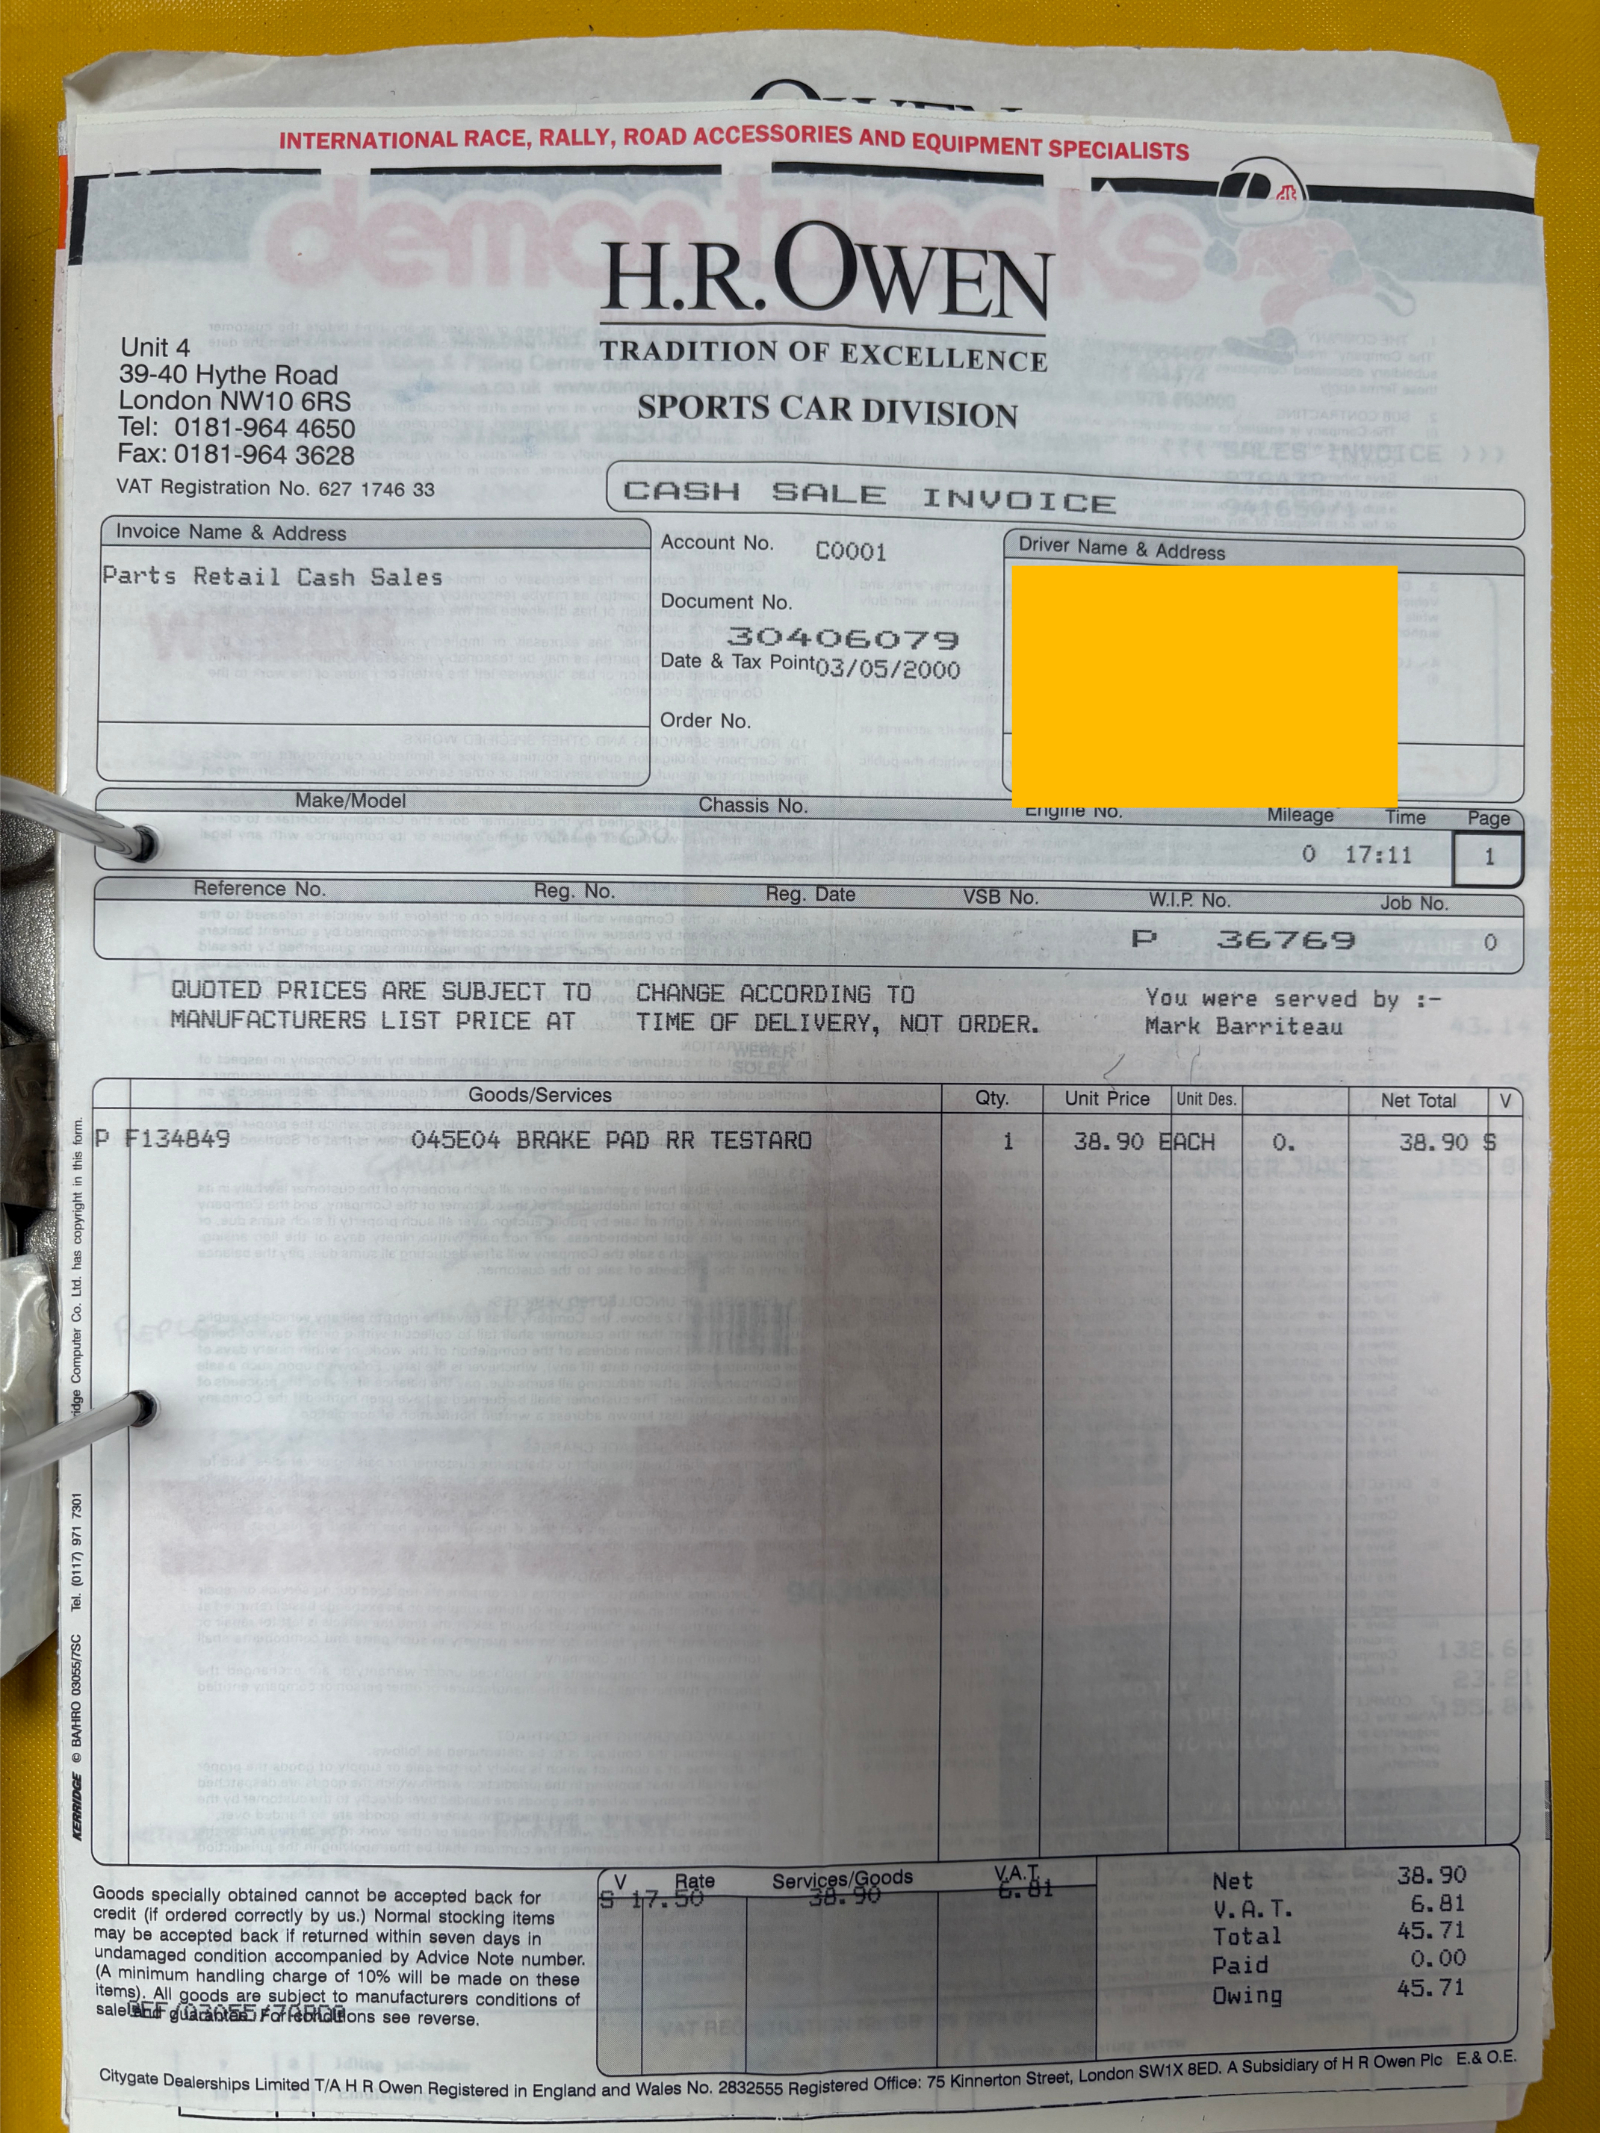 INTERNATIONAL RACE, RALLY, ROAD ACCESSORIES AND EQUIPMENT SPECIALISTS
H.R. OWEN
TRADITION OF EXCELLENCE
SPORTS CAR DIVISION
Unit 4
39-40 Hythe Road
London NW10 6RS
Tel: 0181-964 4650
Fax: 0181-964 3628
VAT Registration No. 627 1746 33
CASH SALE INVOICE
Invoice Name & Address
Parts Retail Cash Sales
Account No. C0001
Document No.
30406079
Date & Tax Point 03/05/2000
Order No.
Driver Name & Address
Make/Model Chassis No. Engine No. Mileage Time Page
0 17:11 1
Reference No. Reg. No. Reg. Date VSB No. W.I.P. No. Job No.
P 36769 0
QUOTED PRICES ARE SUBJECT TO CHANGE ACCORDING TO
MANUFACTURERS LIST PRICE AT TIME OF DELIVERY, NOT ORDER.
You were served by :-
Mark Barriteau
Goods/Services Qty. Unit Price Unit Des. Net Total V
P F134849 045E04 BRAKE PAD RR TESTARO 1 38.90 EACH 0. 38.90 S
V Rate Services/Goods V.A.T.
S 17.50 38.90 6.81
Net 38.90
V.A.T. 6.81
Total 45.71
Paid 0.00
Owing 45.71
Goods specially obtained cannot be accepted back for
credit (if ordered correctly by us.) Normal stocking items
may be accepted back if returned within seven days in
undamaged condition accompanied by Advice Note number.
(A minimum handling charge of 10% will be made on these
items). All goods are subject to manufacturers conditions of
sale and guarantee. For conditions see reverse.
Citygate Dealerships Limited T/A H R Owen Registered in England and Wales No. 2832555 Registered Office: 75 Kinnerton Street, London SW1X 8ED. A Subsidiary of H R Owen Plc E.& O.E.
KERRIDGE © BA/HRO 03055/7SC Tel. (0117) 971 7301
ridge Computer Co. Ltd. has copyright in this form.